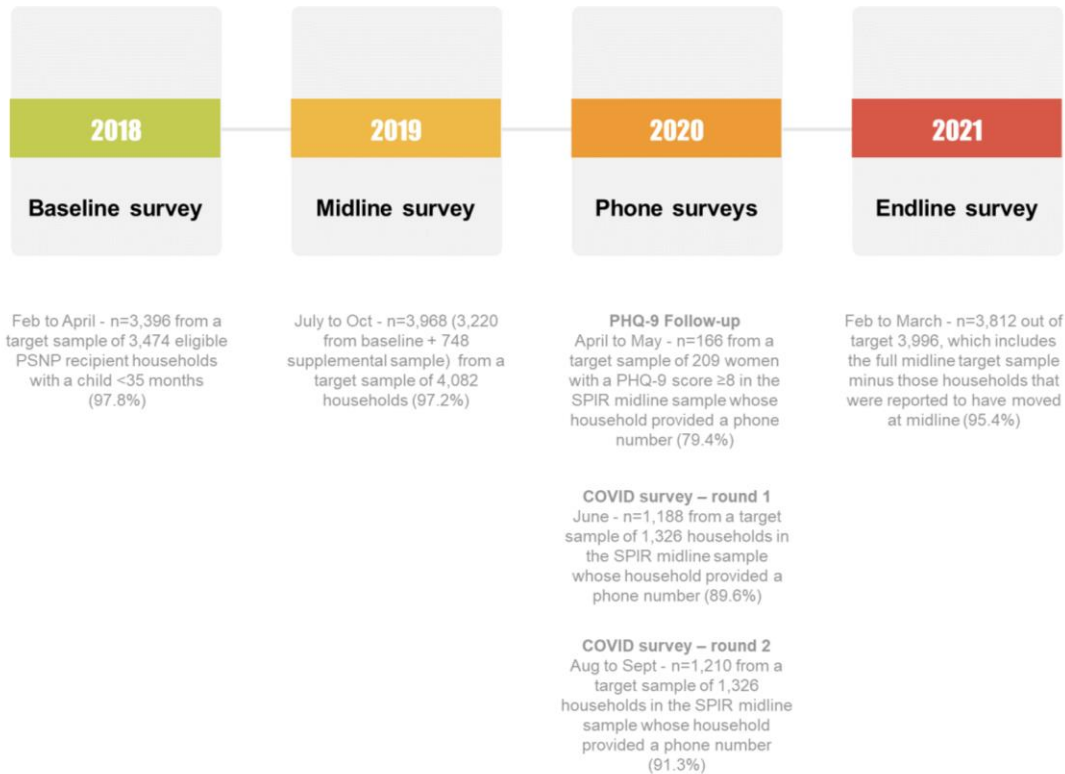 2018
Baseline survey
Feb to April - n=3,396 from a
target sample of 3,474 eligible
PSNP recipient households
with a child <35 months
(97.8%)
2019
Midline survey
July to Oct - n=3,968 (3,220
from baseline + 748
supplemental sample) from a
target sample of 4,082
households (97.2%)
2020
Phone surveys
PHQ-9 Follow-up
April to May - n=166 from a
target sample of 209 women
with a PHQ-9 score ≥8 in the
SPIR midline sample whose
household provided a phone
number (79.4%)
COVID survey – round 1
June - n=1,188 from a target
sample of 1,326 households in
the SPIR midline sample
whose household provided a
phone number (89.6%)
COVID survey – round 2
Aug to Sept - n=1,210 from a
target sample of 1,326
households in the SPIR midline
sample whose household
provided a phone number
(91.3%)
2021
Endline survey
Feb to March - n=3,812 out of
target 3,996, which includes
the full midline target sample
minus those households that
were reported to have moved
at midline (95.4%)